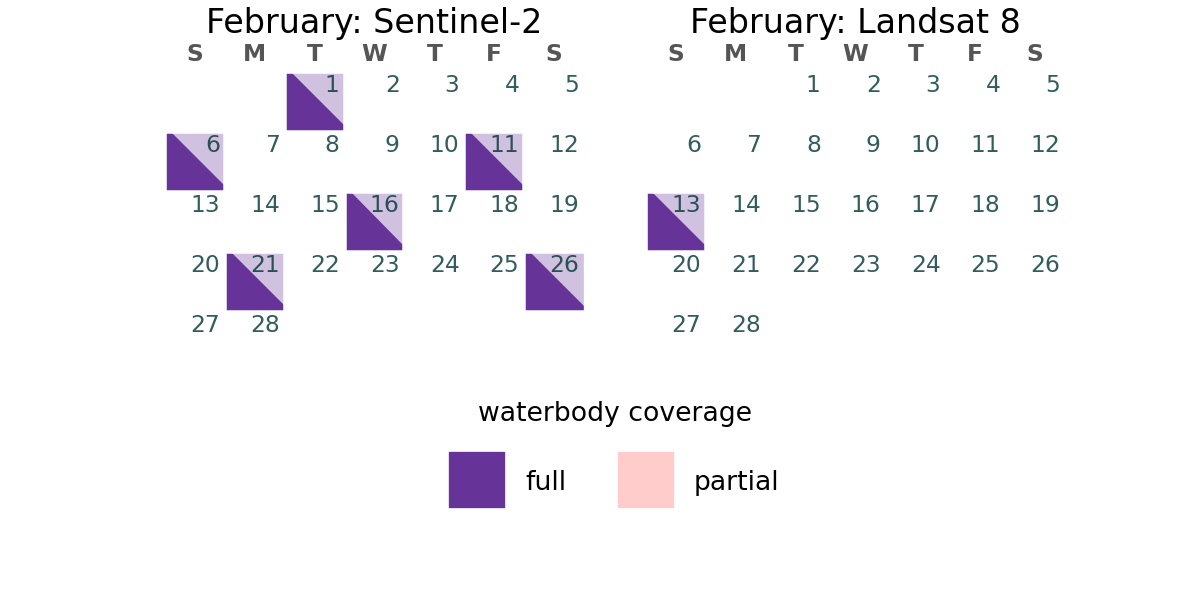 February: Sentinel-2
S M T W T F S
1 2 3 4 5
6 7 8 9 10 11 12
13 14 15 16 17 18 19
20 21 22 23 24 25 26
27 28
February: Landsat 8
S M T W T F S
1 2 3 4 5
6 7 8 9 10 11 12
13 14 15 16 17 18 19
20 21 22 23 24 25 26
27 28
waterbody coverage
full partial